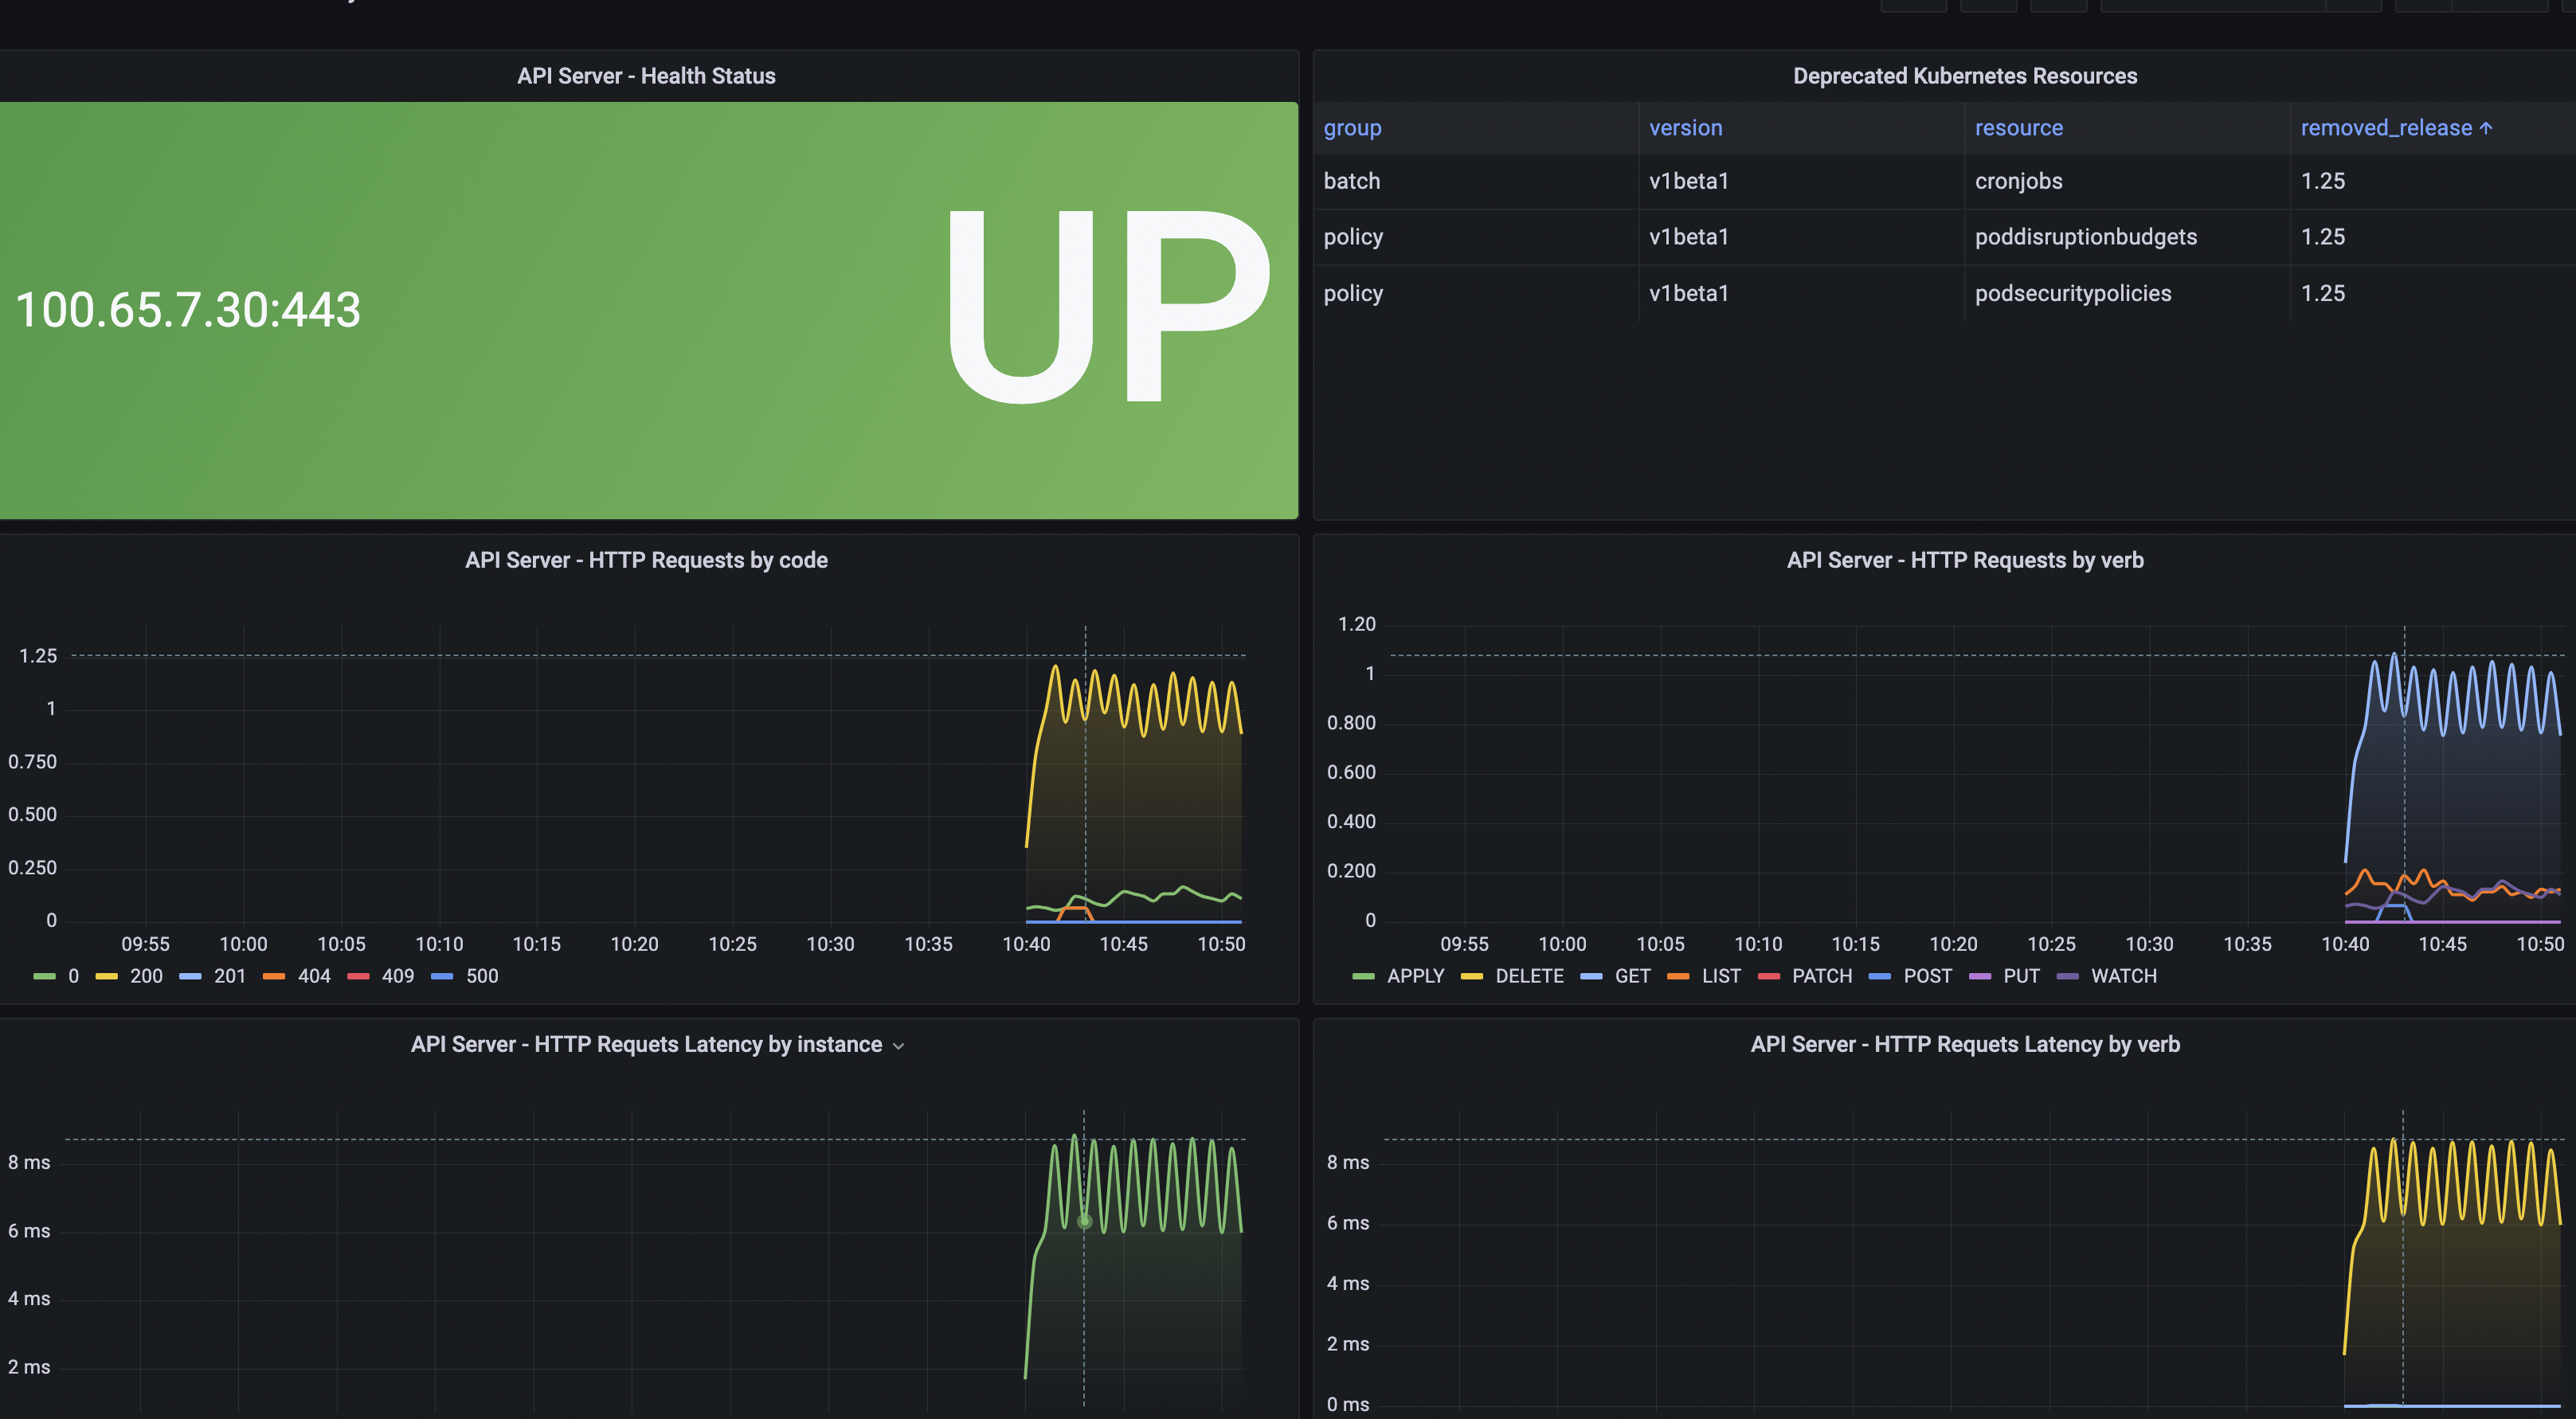 API Server - Health Status
100.65.7.30:443
UP
Deprecated Kubernetes Resources
group version resource removed_release
batch v1beta1 cronjobs 1.25
policy v1beta1 poddisruptionbudgets 1.25
policy v1beta1 podsecuritypolicies 1.25
API Server - HTTP Requests by code
1.25
1
0.750
0.500
0.250
0
09:55 10:00 10:05 10:10 10:15 10:20 10:25 10:30 10:35 10:40 10:45 10:50
0 200 201 404 409 500
API Server - HTTP Requests by verb
1.20
1
0.800
0.600
0.400
0.200
0
09:55 10:00 10:05 10:10 10:15 10:20 10:25 10:30 10:35 10:40 10:45 10:50
APPLY DELETE GET LIST PATCH POST PUT WATCH
API Server - HTTP Requets Latency by instance
8 ms
6 ms
4 ms
2 ms
API Server - HTTP Requets Latency by verb
8 ms
6 ms
4 ms
2 ms
0 ms